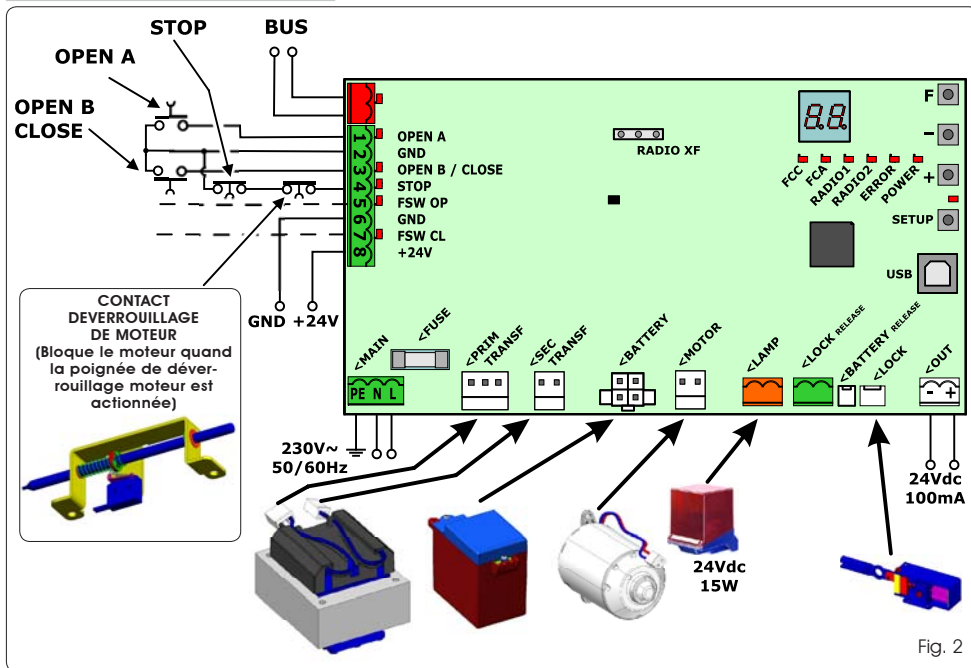 STOP
BUS
OPEN A
OPEN B
CLOSE
1 OPEN A
2 GND
3 OPEN B / CLOSE
4 STOP
5 FSW OP
6 GND
7 FSW CL
8 +24V
RADIO XF
8.8.
FCC
FCA
RADIO1
RADIO2
ERROR
POWER
F
-
+
SETUP
USB
GND +24V
CONTACT
DEVERROUILLAGE
DE MOTEUR
(Bloque le moteur quand
la poignée de déver-
rouillage moteur est
actionnée)
<MAIN
PE N L
<FUSE
<PRIM
TRANSF
<SEC
TRANSF
<BATTERY
<MOTOR
<LAMP
<LOCK RELEASE
<BATTERY RELEASE
<LOCK
<OUT
- +
230V~
50/60Hz
24Vdc
15W
24Vdc
100mA
Fig. 2